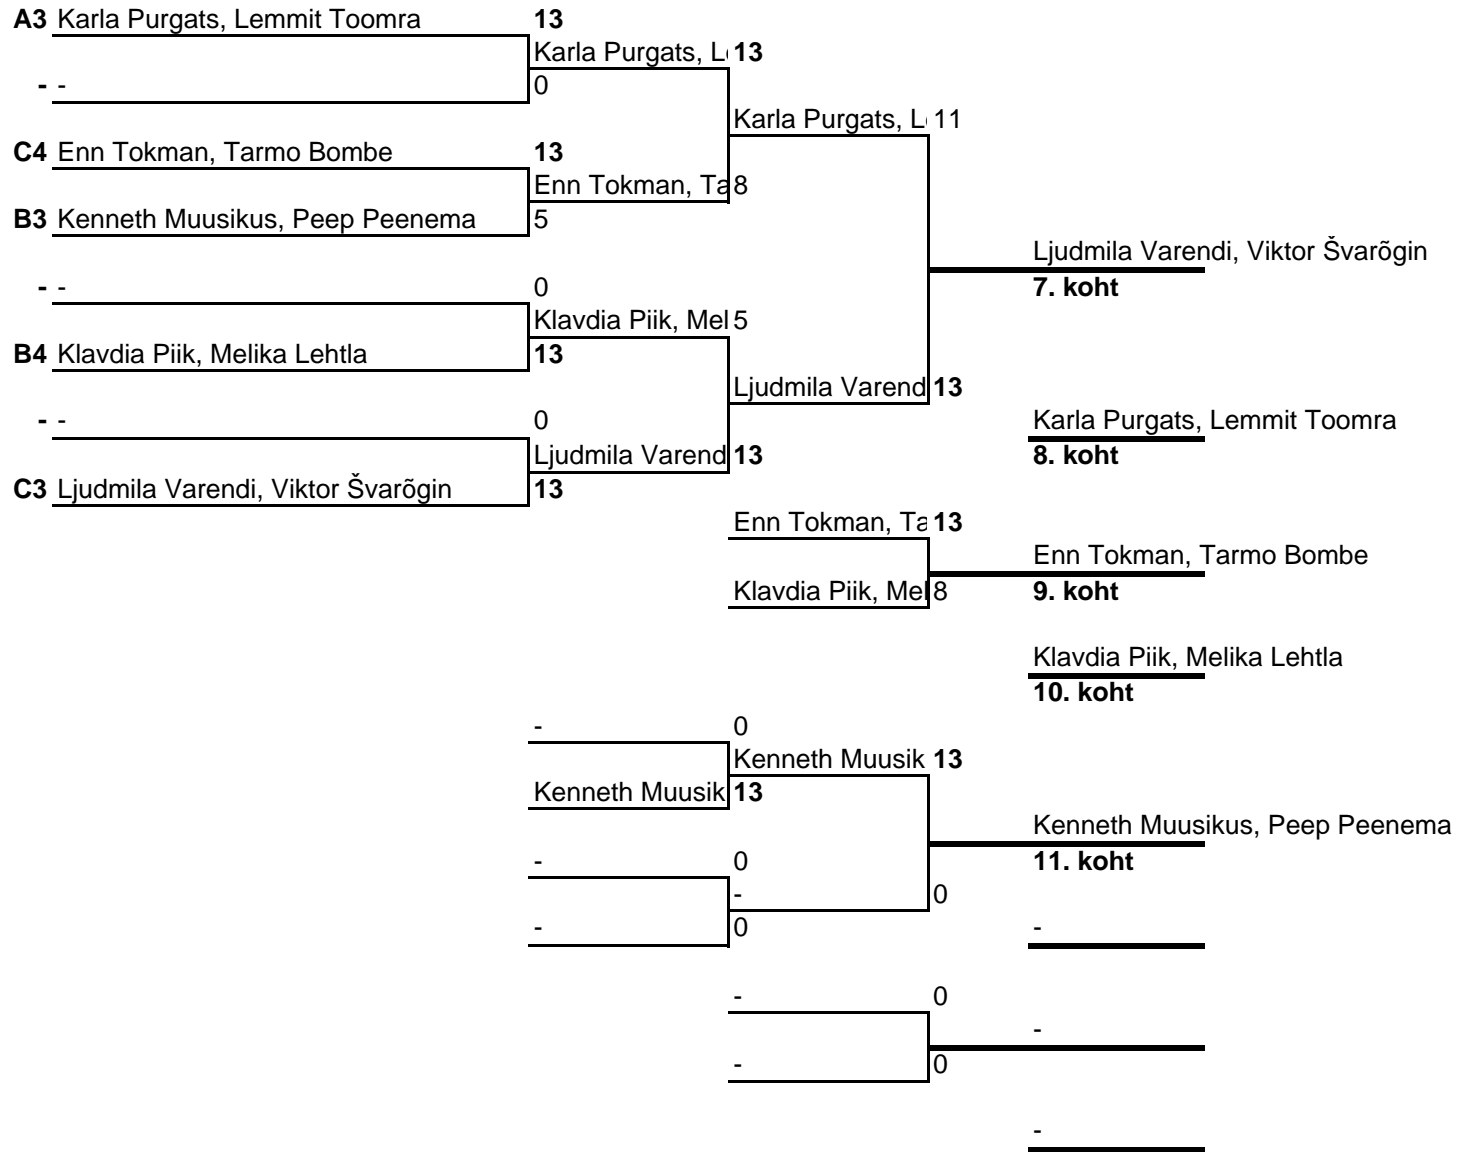 A3 Karla Purgats, Lemmit Toomra 13
Karla Purgats, L 13
- - 0
Karla Purgats, L 11
C4 Enn Tokman, Tarmo Bombe 13
Enn Tokman, Ta 8
B3 Kenneth Muusikus, Peep Peenema 5
Ljudmila Varendi, Viktor Švarõgin
- - 0 7. koht
Klavdia Piik, Mel 5
B4 Klavdia Piik, Melika Lehtla 13
Ljudmila Varend 13
- - 0 Karla Purgats, Lemmit Toomra
Ljudmila Varend 13 8. koht
C3 Ljudmila Varendi, Viktor Švarõgin 13
Enn Tokman, Ta 13
Enn Tokman, Tarmo Bombe
Klavdia Piik, Mel 8 9. koht
Klavdia Piik, Melika Lehtla
10. koht
- 0
Kenneth Muusik 13
Kenneth Muusik 13
Kenneth Muusikus, Peep Peenema
- 0 11. koht
- 0
- 0 -
- 0
-
- 0
-